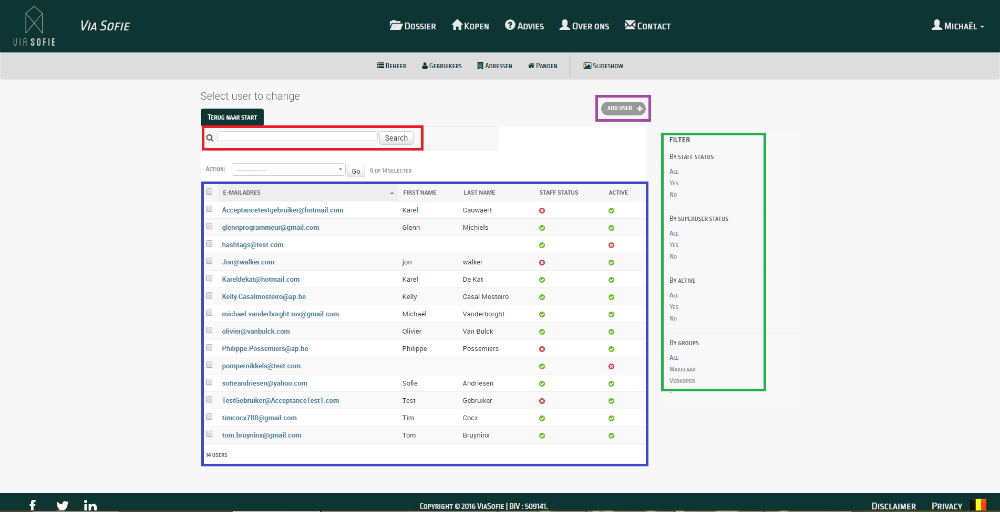 VIA SOFIE
Via Sofie
Dossier Kopen Advies Over ons Contact
Michaël
Beheer Gebruikers Adressen Panden Slideshow
Select user to change
ADD USER
Terug naar start
Search
Action: --------- Go 0 of 14 selected
E-MAILADRES FIRST NAME LAST NAME STAFF STATUS ACTIVE
Acceptancetestgebruiker@hotmail.com Karel Cauwaert
glennprogrammeur@gmail.com Glenn Michiels
hashtags@test.com
Jon@walker.com jon walker
Kareldekat@hotmail.com Karel De Kat
Kelly.Casalmosteiro@ap.be Kelly Casal Mosteiro
michael.vanderborght.mv@gmail.com Michaël Vanderborght
olivier@vanbulck.com Olivier Van Bulck
Philippe.Possemiers@ap.be Philippe Possemiers
pompernikkels@test.com
sofieandriesen@yahoo.com Sofie Andriesen
TestGebruiker@AcceptanceTest1.com Test Gebruiker
timcocx788@gmail.com Tim Cocx
tom.bruyninx@gmail.com Tom Bruyninx
14 users
FILTER
By staff status
All
Yes
No
By superuser status
All
Yes
No
By active
All
Yes
No
By groups
All
Makelaar
Verkoper
-
Copyright © 2016 ViaSofie | BIV : 509141.
Disclaimer Privacy